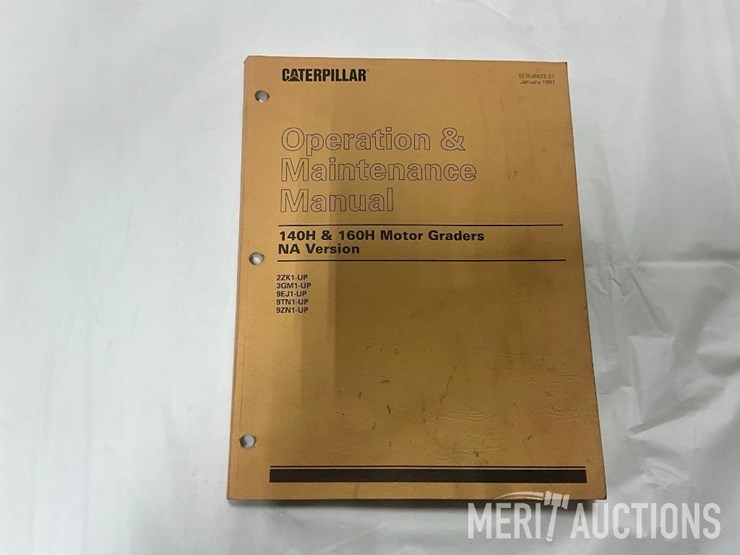 CATERPILLAR
January 1997
Operation &
Maintenance
Manual
140H & 160H Motor Graders
NA Version
2ZK1-UP
3GM1-UP
9EJ1-UP
9TN1-UP
9ZN1-UP
MERIT AUCTIONS